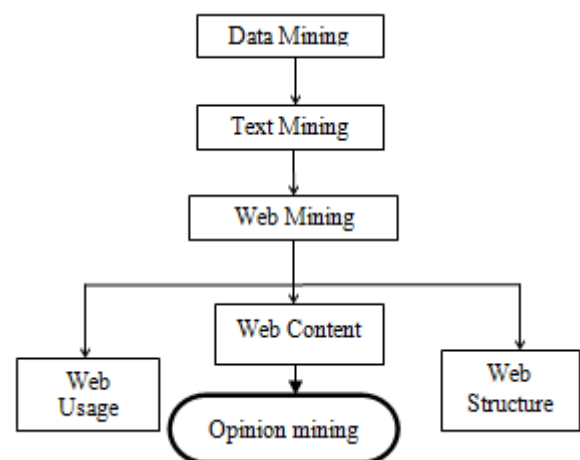 Data Mining
Text Mining
Web Mining
Web Content
Web
Usage
Web
Structure
Opinion mining